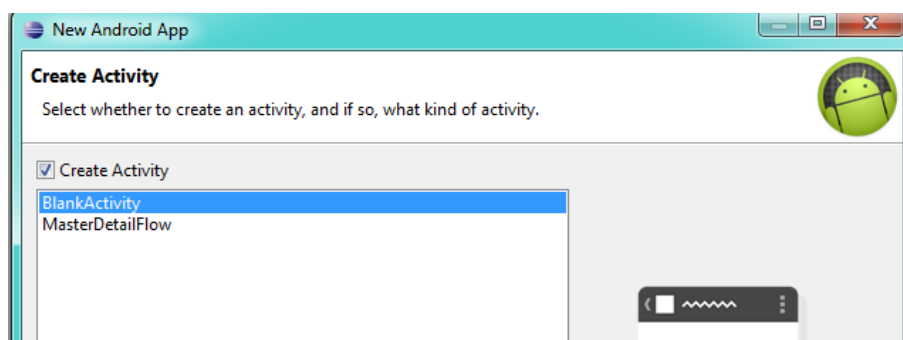 New Android App
Create Activity
Select whether to create an activity, and if so, what kind of activity.
Create Activity
BlankActivity
MasterDetailFlow